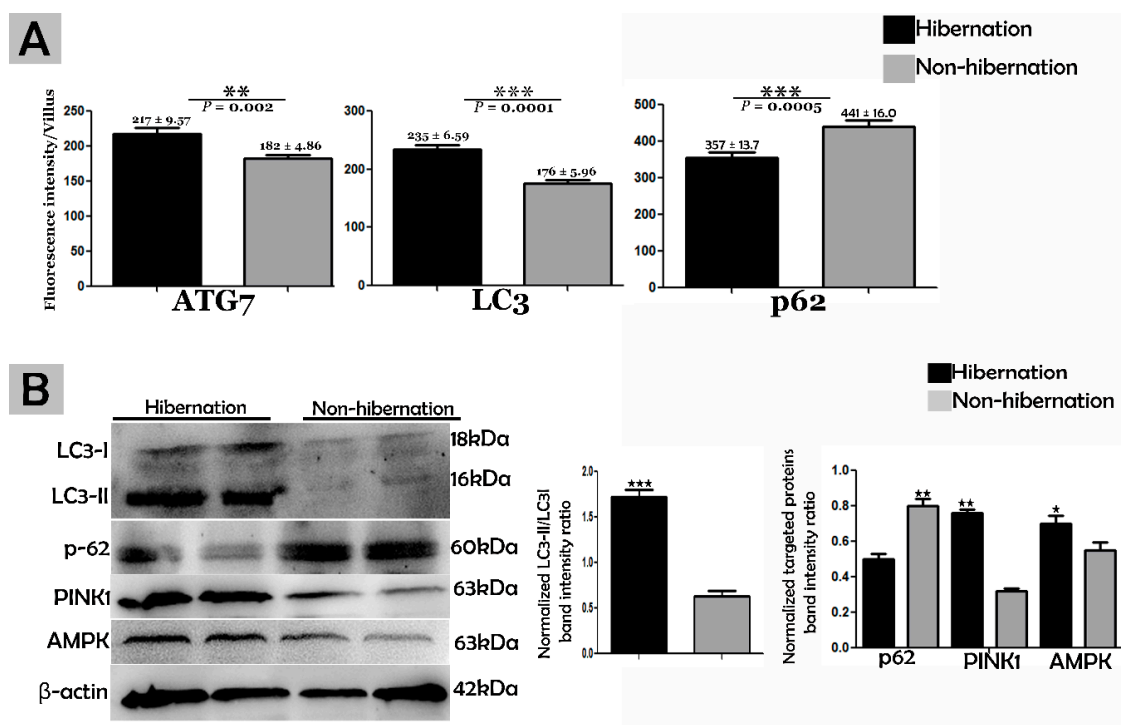 A
Hibernation
Non-hibernation
Fluorescence intensity/Villus
250
200
150
100
50
0
**
P = 0.002
217 ± 9.57
182 ± 4.86
ATG7
300
200
100
0
***
P = 0.0001
235 ± 6.59
176 ± 5.96
LC3
500
400
300
200
100
0
***
P = 0.0005
357 ± 13.7
441 ± 16.0
p62
B
Hibernation
Non-hibernation
Hibernation Non-hibernation
LC3-I 18kDa
LC3-II 16kDa
p-62 60kDa
PINK1 63kDa
AMPK 63kDa
β-actin 42kDa
Normalized LC3-II/LC3I
band intensity ratio
2.0
1.5
1.0
0.5
0.0
***
Normalized targeted proteins
band intensity ratio
1.0
0.8
0.6
0.4
0.2
0.0
** ** *
p62 PINK1 AMPK